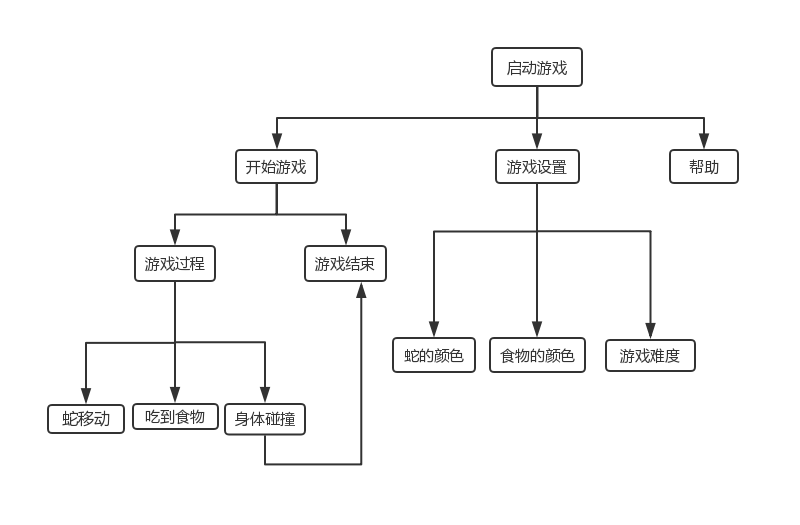 启动游戏
开始游戏
游戏设置
帮助
游戏过程
游戏结束
蛇的颜色
食物的颜色
游戏难度
蛇移动
吃到食物
身体碰撞